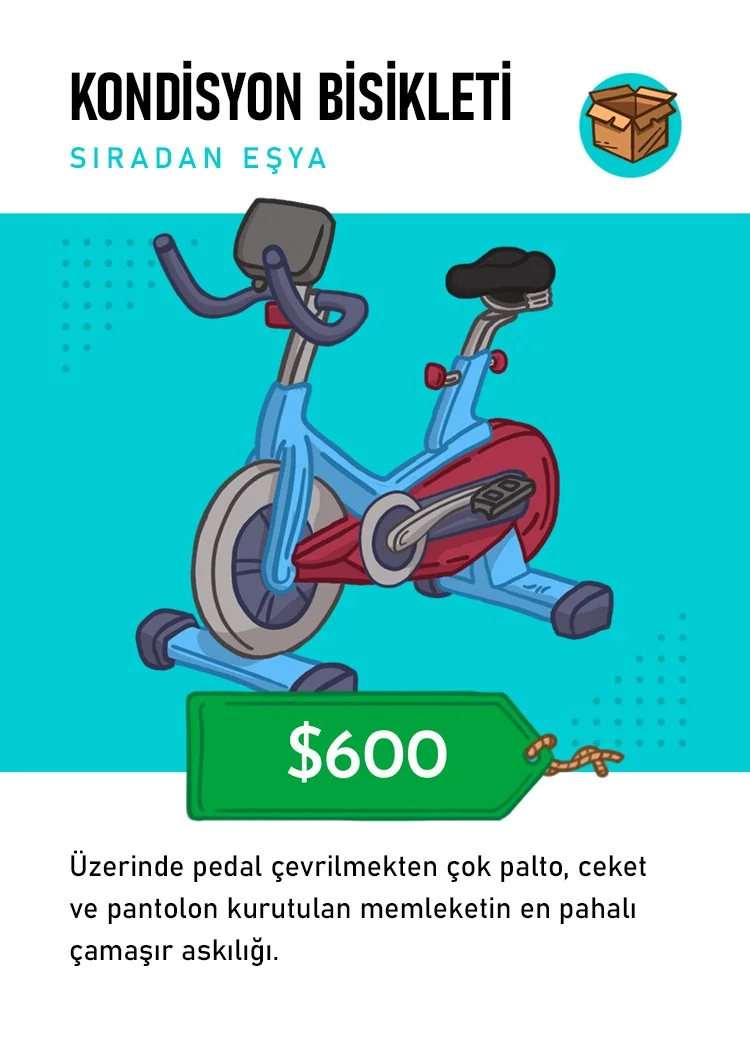 KONDİSYON BİSİKLETİ
SIRADAN EŞYA
$600
Üzerinde pedal çevrilmekten çok palto, ceket
ve pantolon kurutulan memleketin en pahalı
çamaşır askılığı.